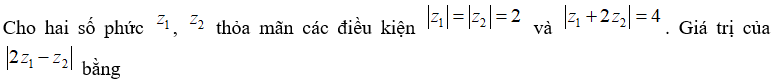 Cho hai số phức z₁, z₂ thỏa mãn các điều kiện |z₁|=|z₂|=2 và |z₁+2z₂|=4. Giá trị của
|2z₁−z₂| bằng